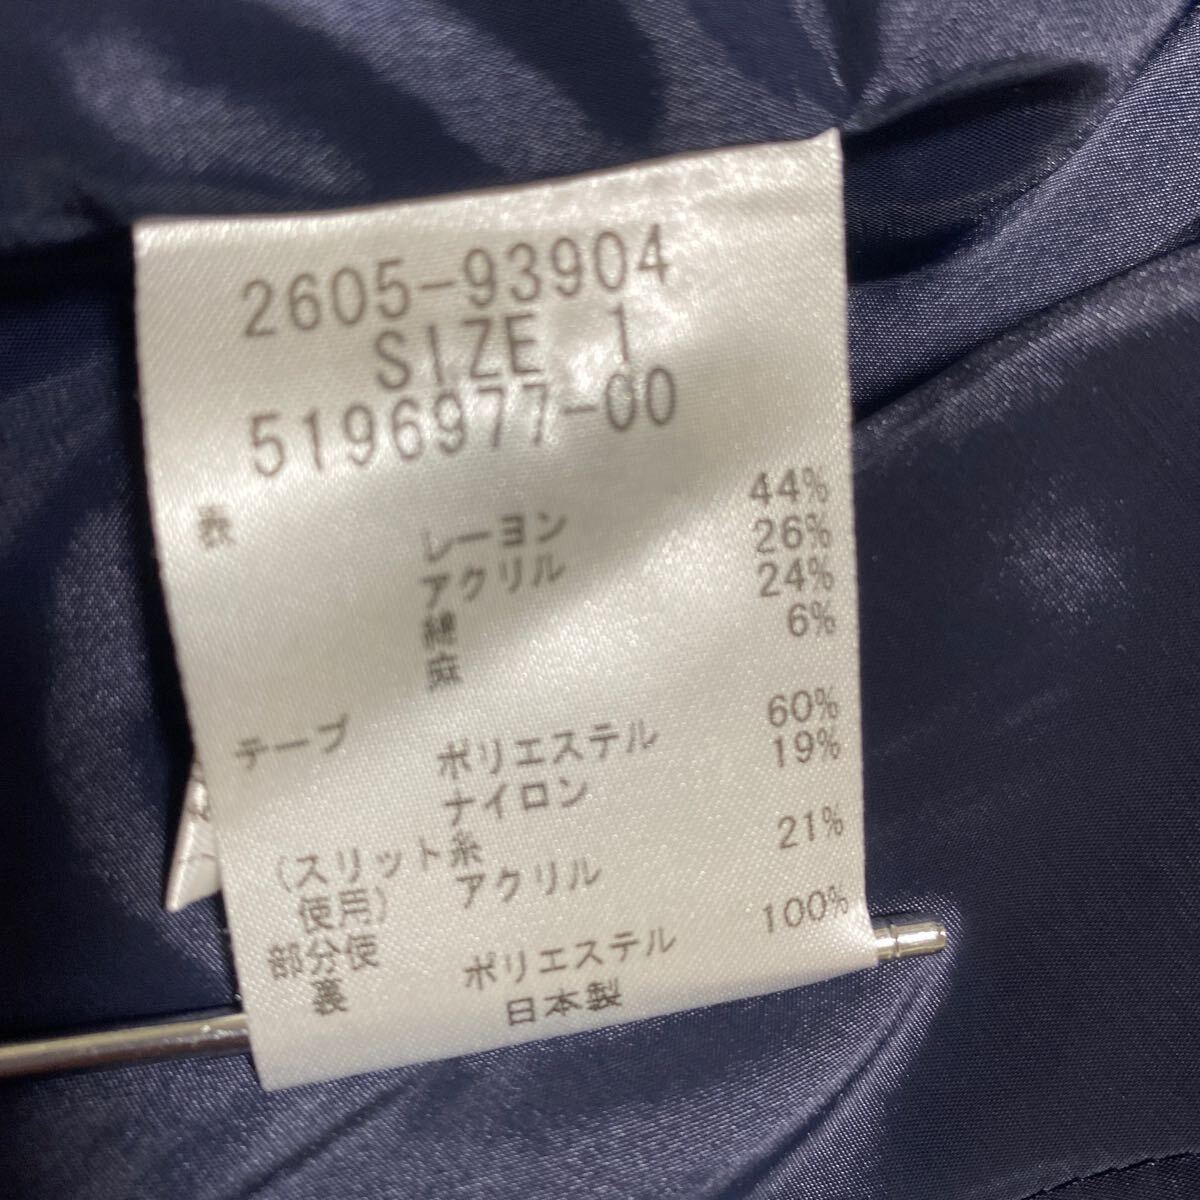 2605-93904
SIZE 1
5196977-00
表 レーヨン 44%
アクリル 26%
綿 24%
麻 6%
テープ ポリエステル 60%
ナイロン 19%
(スリット糸
使用) アクリル 21%
部分使
裏 ポリエステル 100%
日本製